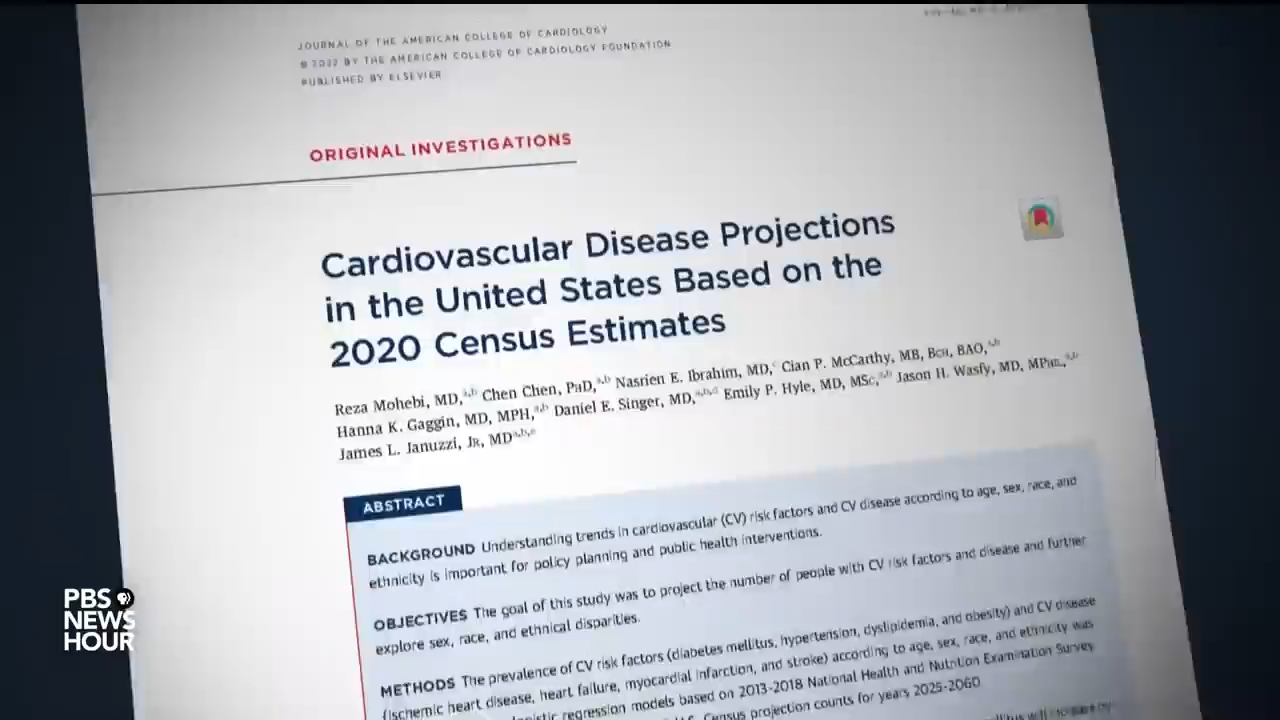 JOURNAL OF THE AMERICAN COLLEGE OF CARDIOLOGY
© 2022 BY THE AMERICAN COLLEGE OF CARDIOLOGY FOUNDATION
PUBLISHED BY ELSEVIER
ORIGINAL INVESTIGATIONS
Cardiovascular Disease Projections
in the United States Based on the
2020 Census Estimates
Reza Mohebi, MD,a,b Chen Chen, PhD,a,b Nasrien E. Ibrahim, MD,c Cian P. McCarthy, MB, BCh, BAO,a,b
Hanna K. Gaggin, MD, MPH,a,b Daniel E. Singer, MD,a,b,d Emily P. Hyle, MD, MSc,a,b Jason H. Wasfy, MD, MPhil,a,b
James L. Januzzi, Jr, MDa,b,e
ABSTRACT
BACKGROUND Understanding trends in cardiovascular (CV) risk factors and CV disease according to age, sex, race, and
ethnicity is important for policy planning and public health interventions.
OBJECTIVES The goal of this study was to project the number of people with CV risk factors and disease and further
explore sex, race, and ethnical disparities.
METHODS The prevalence of CV risk factors (diabetes mellitus, hypertension, dyslipidemia, and obesity) and CV disease
(ischemic heart disease, heart failure, myocardial infarction, and stroke) according to age, sex, race, and ethnicity was
regression models based on 2013-2018 National Health and Nutrition Examination Survey
Census projection counts for years 2025-2060
PBS
NEWS
HOUR